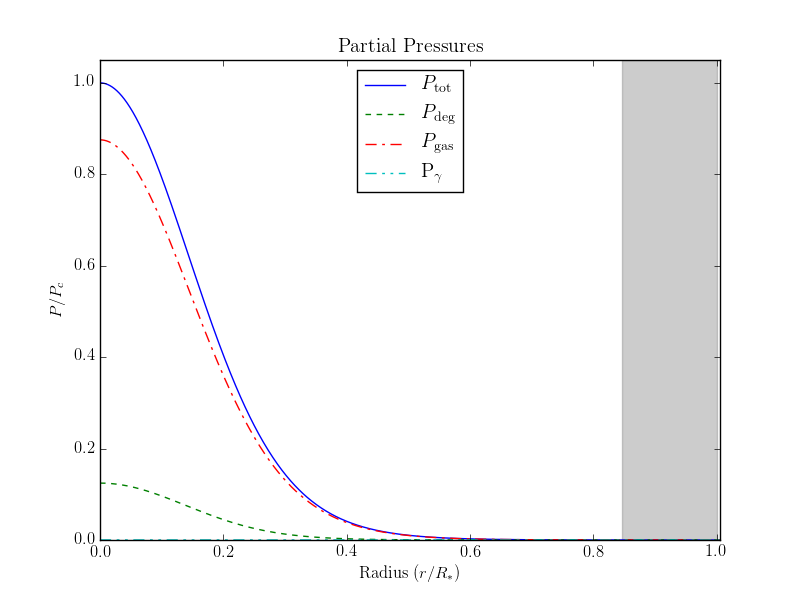 Partial Pressures
P_tot
P_deg
P_gas
P_γ
1.0
0.8
0.6
0.4
0.2
0.0
P/P_c
0.0 0.2 0.4 0.6 0.8 1.0
Radius (r/R_*)